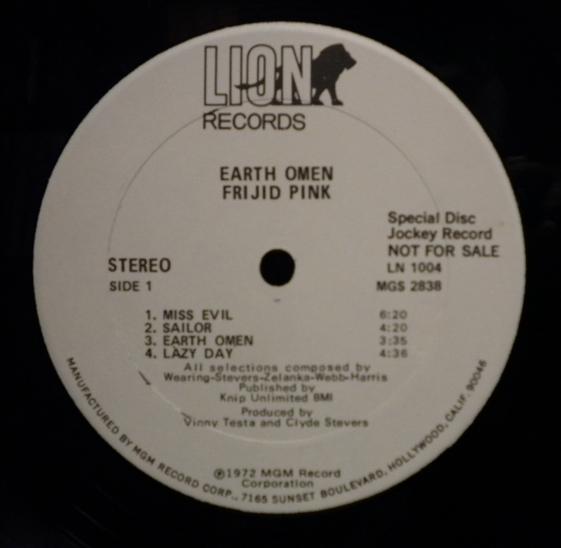 LION
RECORDS
EARTH OMEN
FRIJID PINK
Special Disc
Jockey Record
NOT FOR SALE
STEREO
LN 1004
SIDE 1
MGS 2838
1. MISS EVIL 6:20
2. SAILOR 4:20
3. EARTH OMEN 3:35
4. LAZY DAY 4:36
All selections composed by
Wearing-Stevers-Zelanka-Webb-Harris
Published by
Knip Unlimited BMI
Produced by
Vinny Testa and Clyde Stevers
℗1972 MGM Record
Corporation
MANUFACTURED BY MGM RECORD CORP., 7165 SUNSET BOULEVARD, HOLLYWOOD, CALIF. 90046